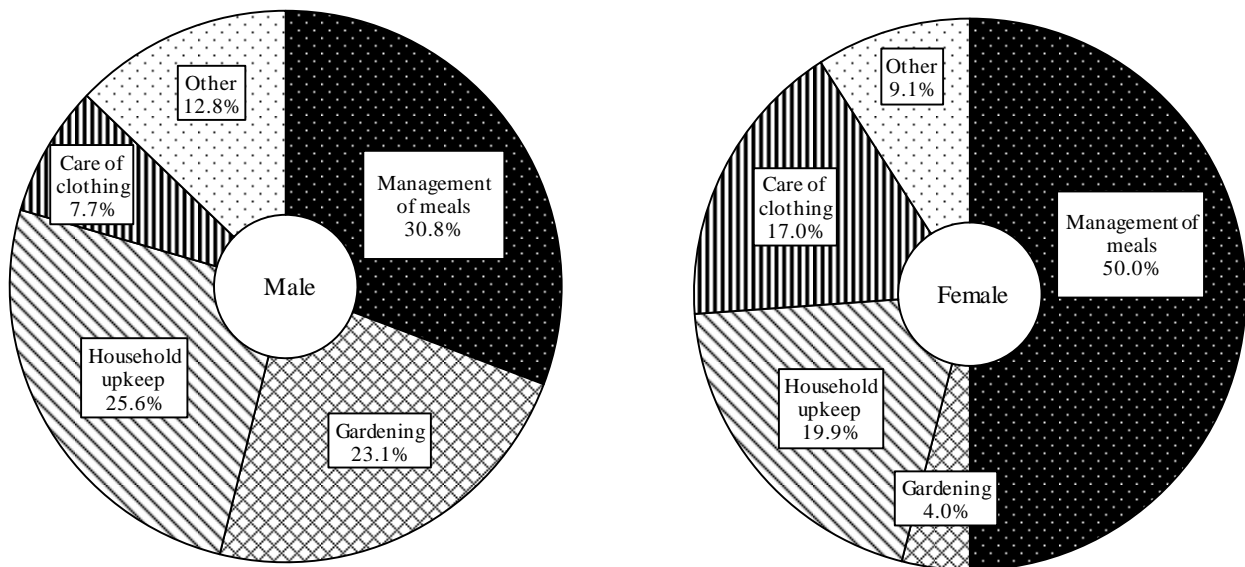 Male
Management
of meals
30.8%
Gardening
23.1%
Household
upkeep
25.6%
Care of
clothing
7.7%
Other
12.8%
Female
Management of
meals
50.0%
Gardening
4.0%
Household
upkeep
19.9%
Care of
clothing
17.0%
Other
9.1%